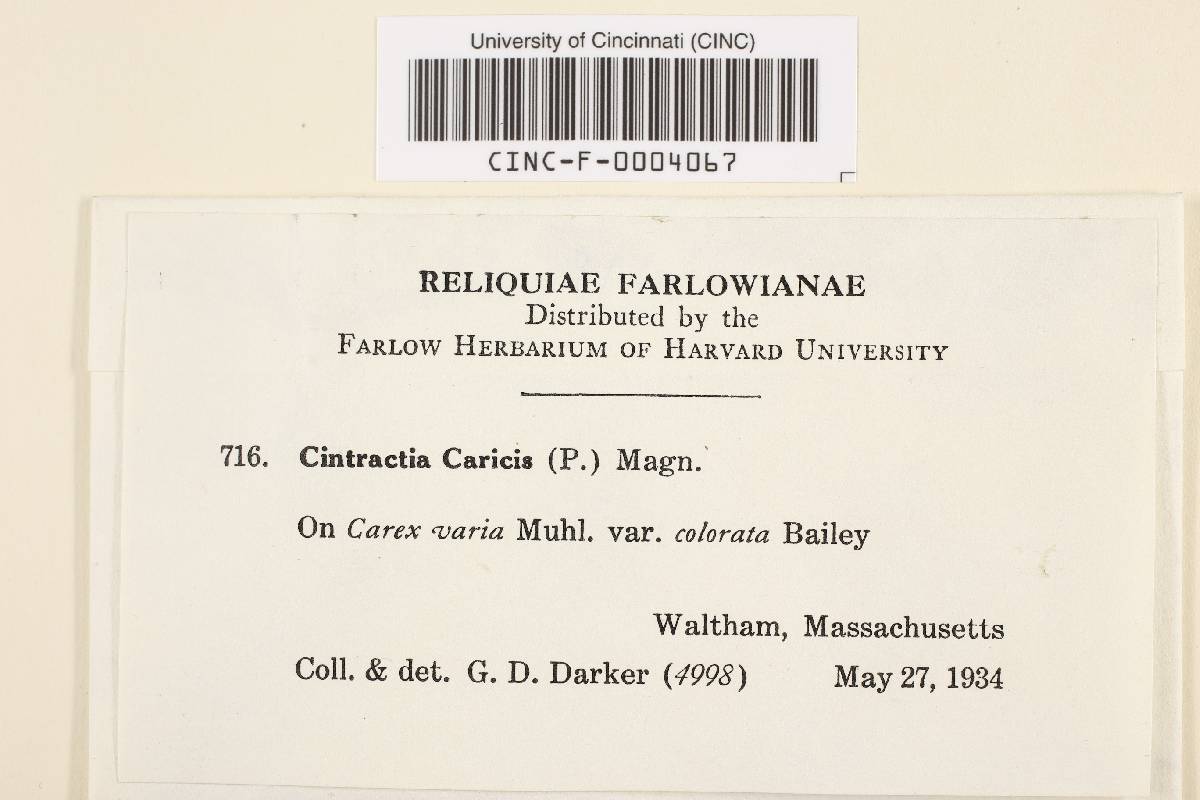 University of Cincinnati (CINC)
CINC-F-0004067
RELIQUIAE FARLOWIANAE
Distributed by the
FARLOW HERBARIUM OF HARVARD UNIVERSITY
716. Cintractia Caricis (P.) Magn.
On Carex varia Muhl. var. colorata Bailey
Waltham, Massachusetts
Coll. & det. G. D. Darker (4998) May 27, 1934